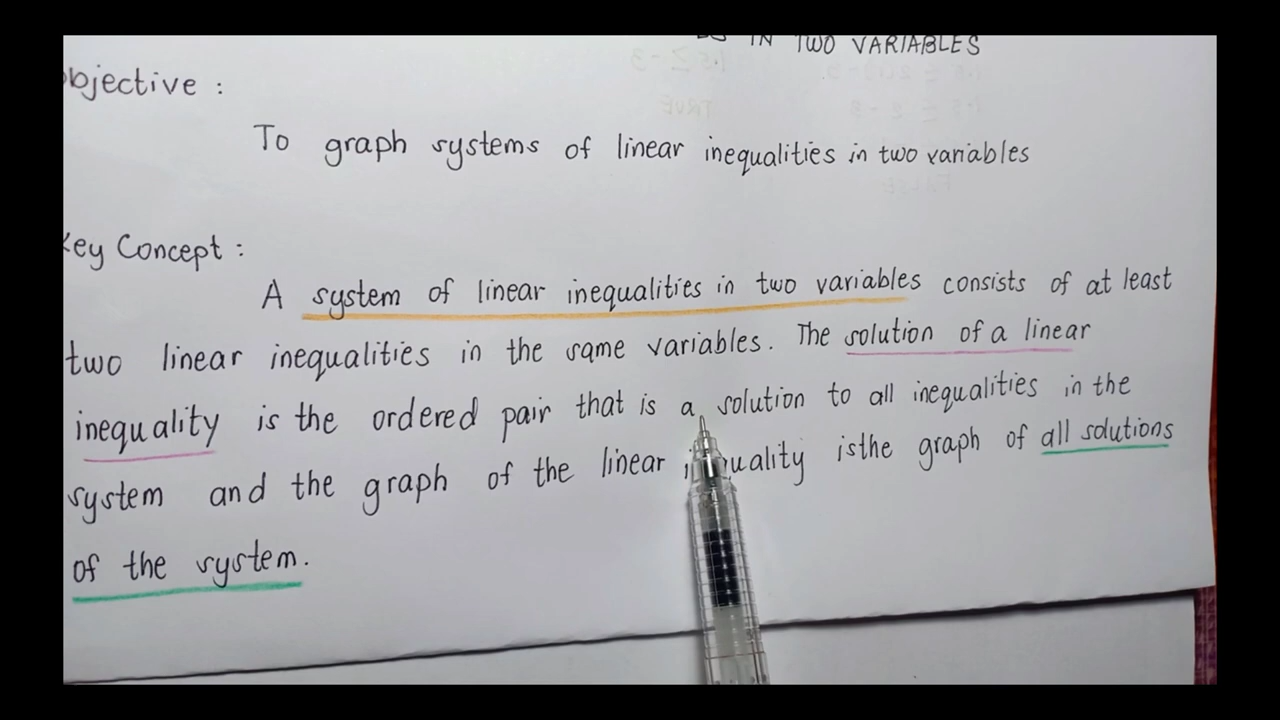 IN TWO VARIABLES
bjective :
To graph systems of linear inequalities in two variables
Key Concept :
A system of linear inequalities in two variables consists of at least
two linear inequalities in the same variables. The solution of a linear
inequality is the ordered pair that is a solution to all inequalities in the
system and the graph of the linear inequality isthe graph of all solutions
of the system.